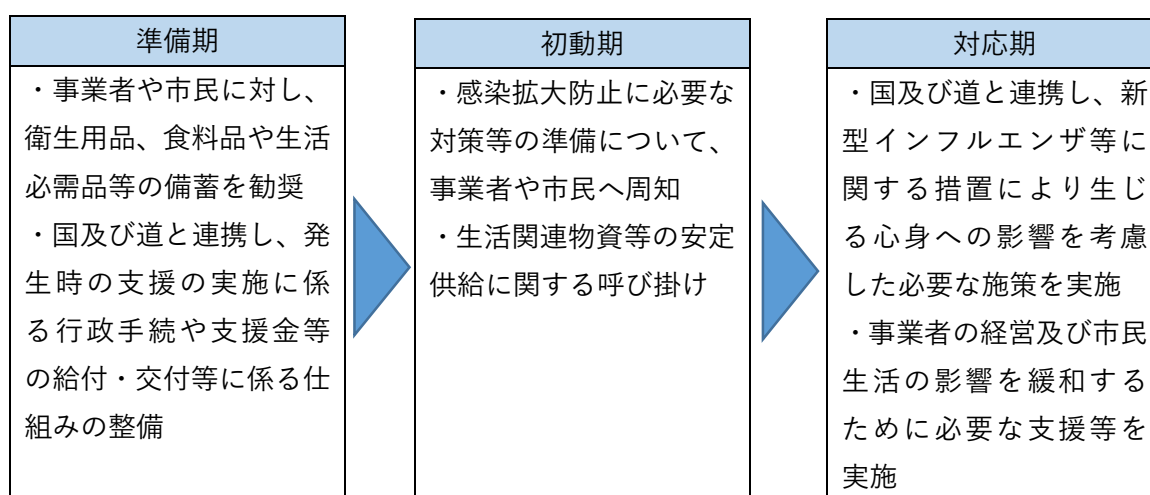 準備期
・事業者や市民に対し、
衛生用品、食料品や生活
必需品等の備蓄を勧奨
・国及び道と連携し、発
生時の支援の実施に係
る行政手続や支援金等
の給付・交付等に係る仕
組みの整備
初動期
・感染拡大防止に必要な
対策等の準備について、
事業者や市民へ周知
・生活関連物資等の安定
供給に関する呼び掛け
対応期
・国及び道と連携し、新
型インフルエンザ等に
関する措置により生じ
る心身への影響を考慮
した必要な施策を実施
・事業者の経営及び市民
生活の影響を緩和する
ために必要な支援等を
実施